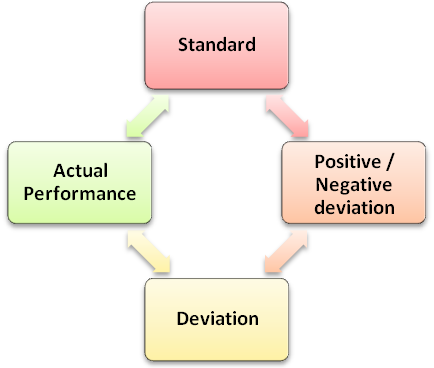 Standard
Actual
Performance
Positive /
Negative
deviation
Deviation